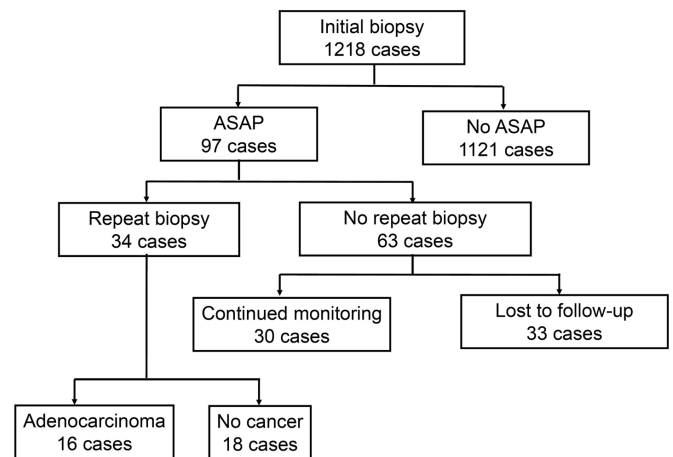 Initial biopsy
1218 cases
ASAP
97 cases
No ASAP
1121 cases
Repeat biopsy
34 cases
No repeat biopsy
63 cases
Continued monitoring
30 cases
Lost to follow-up
33 cases
Adenocarcinoma
16 cases
No cancer
18 cases